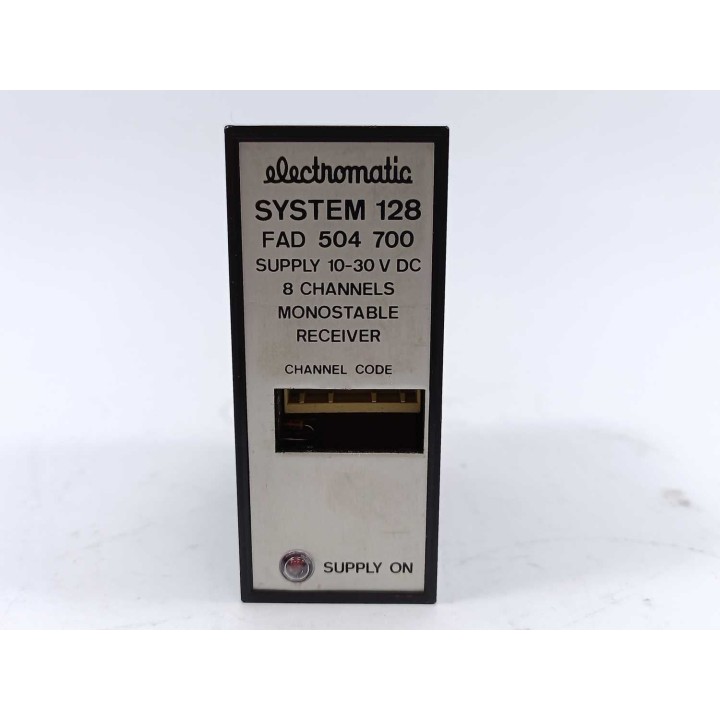 electromatic
SYSTEM 128
FAD 504 700
SUPPLY 10-30 V DC
8 CHANNELS
MONOSTABLE
RECEIVER
CHANNEL CODE
SUPPLY ON